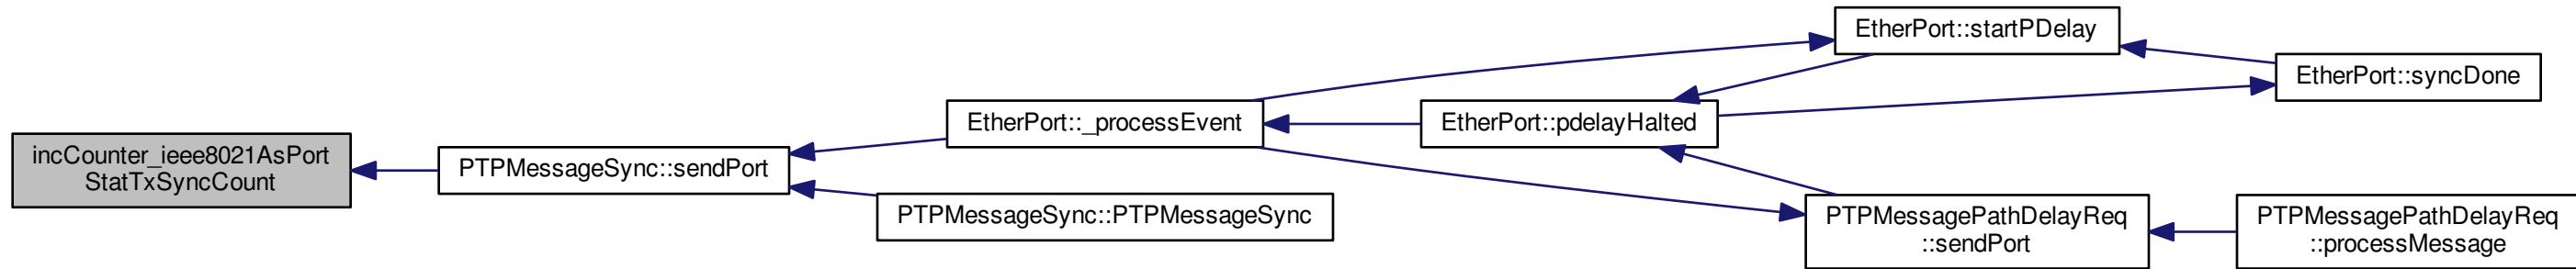 incCounter_ieee8021AsPort
StatTxSyncCount
PTPMessageSync::sendPort
EtherPort::_processEvent
PTPMessageSync::PTPMessageSync
EtherPort::pdelayHalted
EtherPort::startPDelay
EtherPort::syncDone
PTPMessagePathDelayReq
::sendPort
PTPMessagePathDelayReq
::processMessage